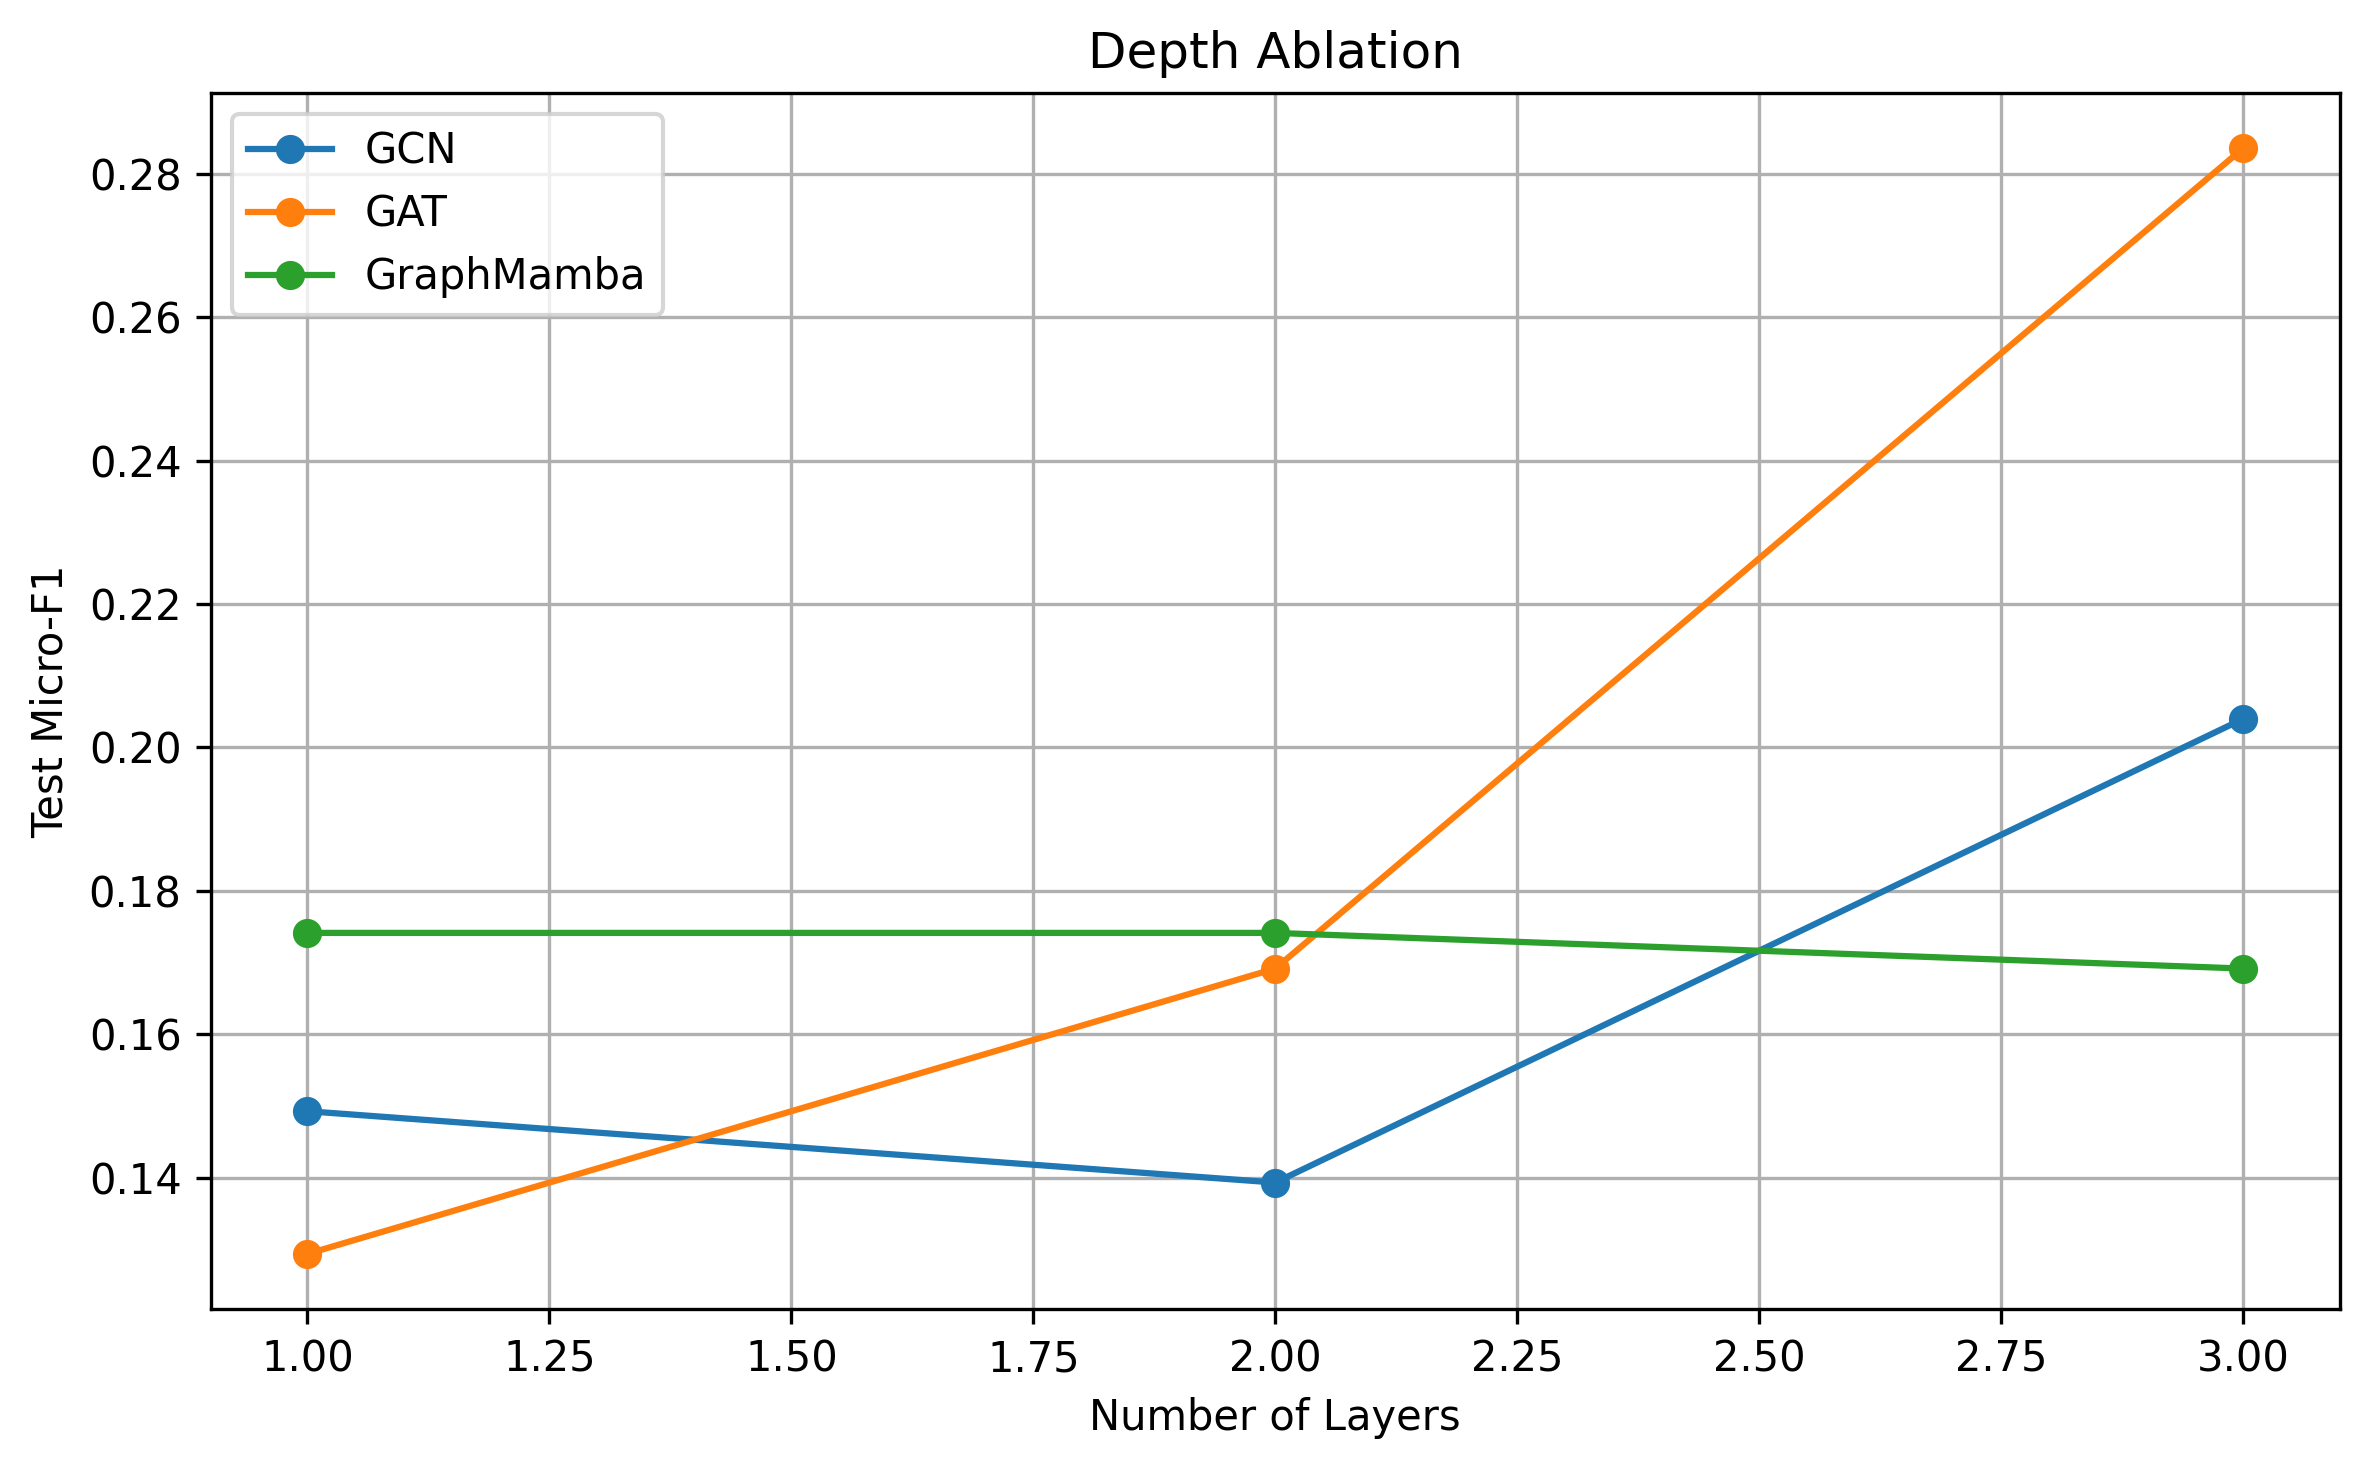 Depth Ablation
GCN
GAT
GraphMamba
0.28
0.26
0.24
0.22
0.20
0.18
0.16
0.14
Test Micro-F1
1.00 1.25 1.50 1.75 2.00 2.25 2.50 2.75 3.00
Number of Layers